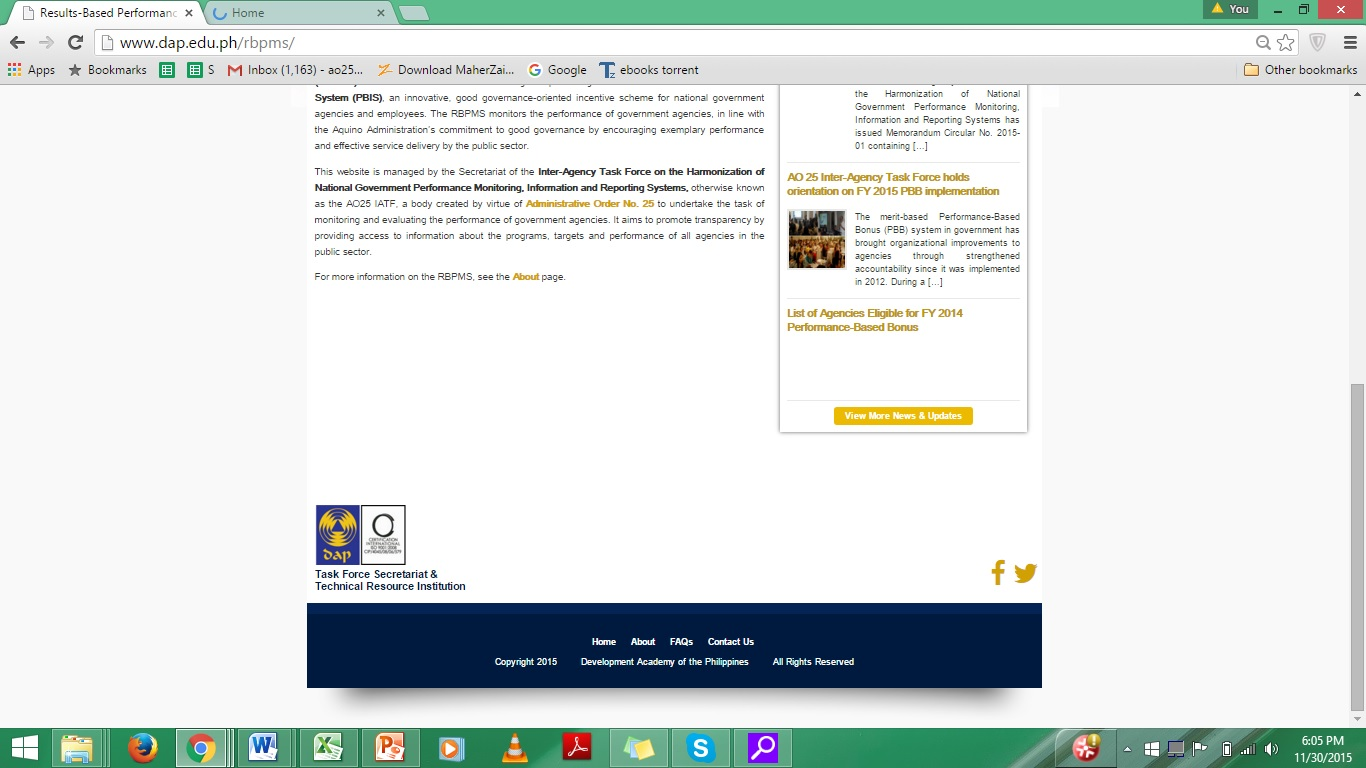 Results-Based Performanc
Home
You
www.dap.edu.ph/rbpms/
Apps Bookmarks S Inbox (1,163) - ao25... Download MaherZai... Google ebooks torrent Other bookmarks
System (PBIS), an innovative, good governance-oriented incentive scheme for national government
agencies and employees. The RBPMS monitors the performance of government agencies, in line with
the Aquino Administration's commitment to good governance by encouraging exemplary performance
and effective service delivery by the public sector.
This website is managed by the Secretariat of the Inter-Agency Task Force on the Harmonization of
National Government Performance Monitoring, Information and Reporting Systems, otherwise known
as the AO25 IATF, a body created by virtue of Administrative Order No. 25 to undertake the task of
monitoring and evaluating the performance of government agencies. It aims to promote transparency by
providing access to information about the programs, targets and performance of all agencies in the
public sector.
For more information on the RBPMS, see the About page.
the Harmonization of National
Government Performance Monitoring,
Information and Reporting Systems has
issued Memorandum Circular No. 2015-
01 containing [...]
AO 25 Inter-Agency Task Force holds
orientation on FY 2015 PBB implementation
The merit-based Performance-Based
Bonus (PBB) system in government has
brought organizational improvements to
agencies through strengthened
accountability since it was implemented
in 2012. During a [...]
List of Agencies Eligible for FY 2014
Performance-Based Bonus
View More News & Updates
dap
CERTIFICATION
INTERNATIONAL
ISO 9001:2008
Task Force Secretariat &
Technical Resource Institution
Home About FAQs Contact Us
Copyright 2015 Development Academy of the Philippines All Rights Reserved
6:05 PM
11/30/2015